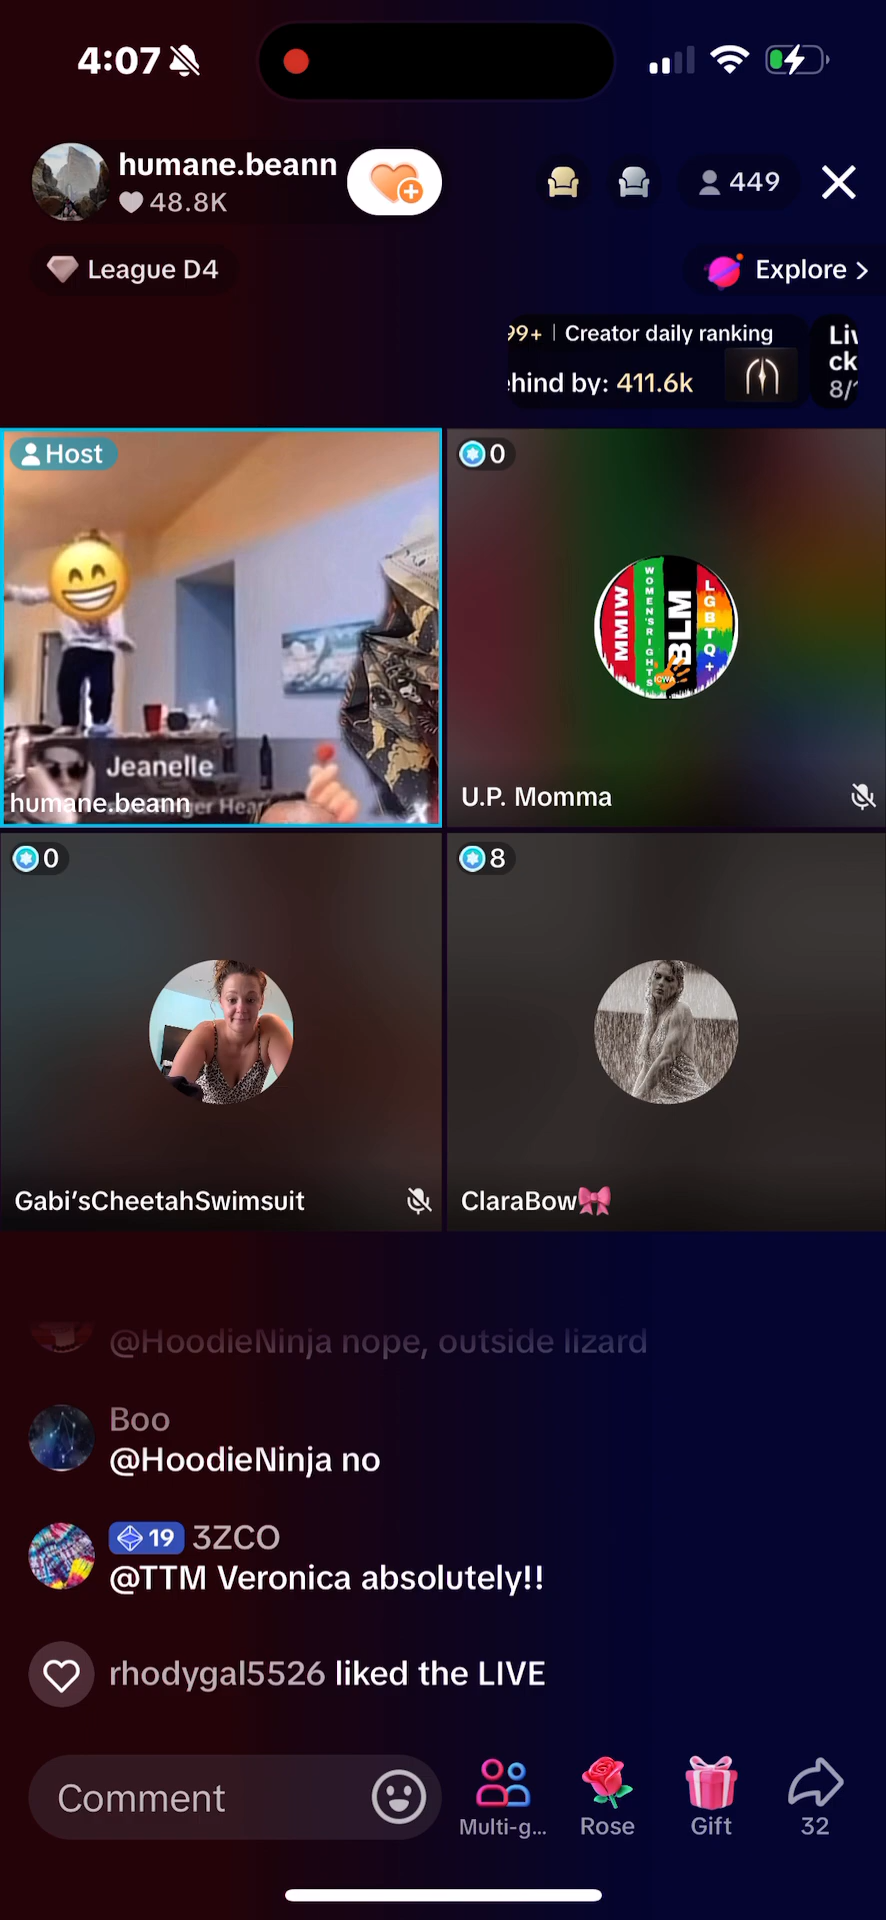 4:07
humane.beann
48.8K
449
League D4
Explore
99+ | Creator daily ranking
hind by: 411.6k
Liv
ck
8/
Host
0
MMIW
WOMEN'S RIGHTS
BLM
LGBTQ+
Jeanelle
humane.beann
U.P. Momma
0
8
Gabi'sCheetahSwimsuit
ClaraBow🎀
@HoodieNinja nope, outside lizard
Boo
@HoodieNinja no
19 3ZCO
@TTM Veronica absolutely!!
rhodygal5526 liked the LIVE
Comment
Multi-g...
Rose
Gift
32